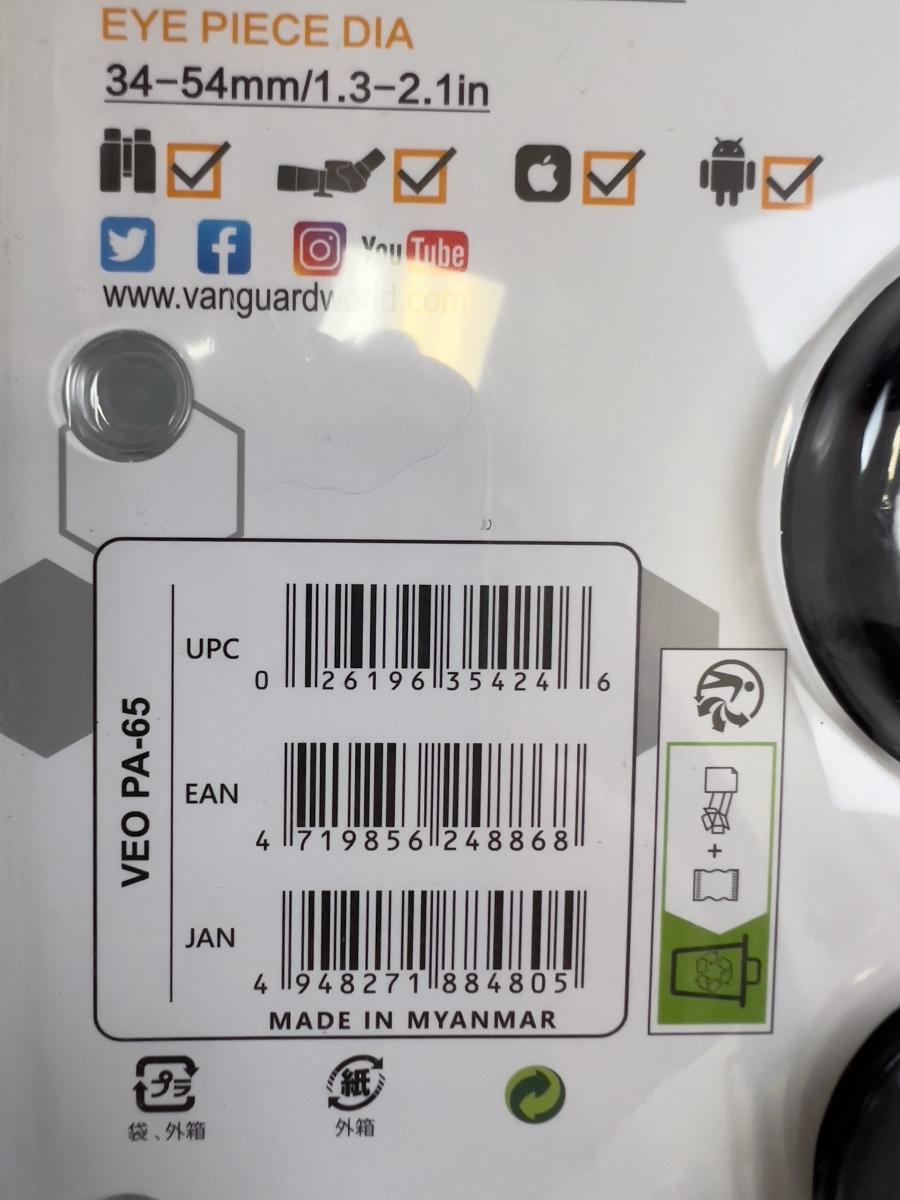 EYE PIECE DIA
34-54mm/1.3-2.1in
You Tube
www.vanguardworld.com
VEO PA-65
UPC
0 26196 35424 6
EAN
4 719856 248868
JAN
4 948271 884805
MADE IN MYANMAR
プラ
袋、外箱
紙
外箱
+